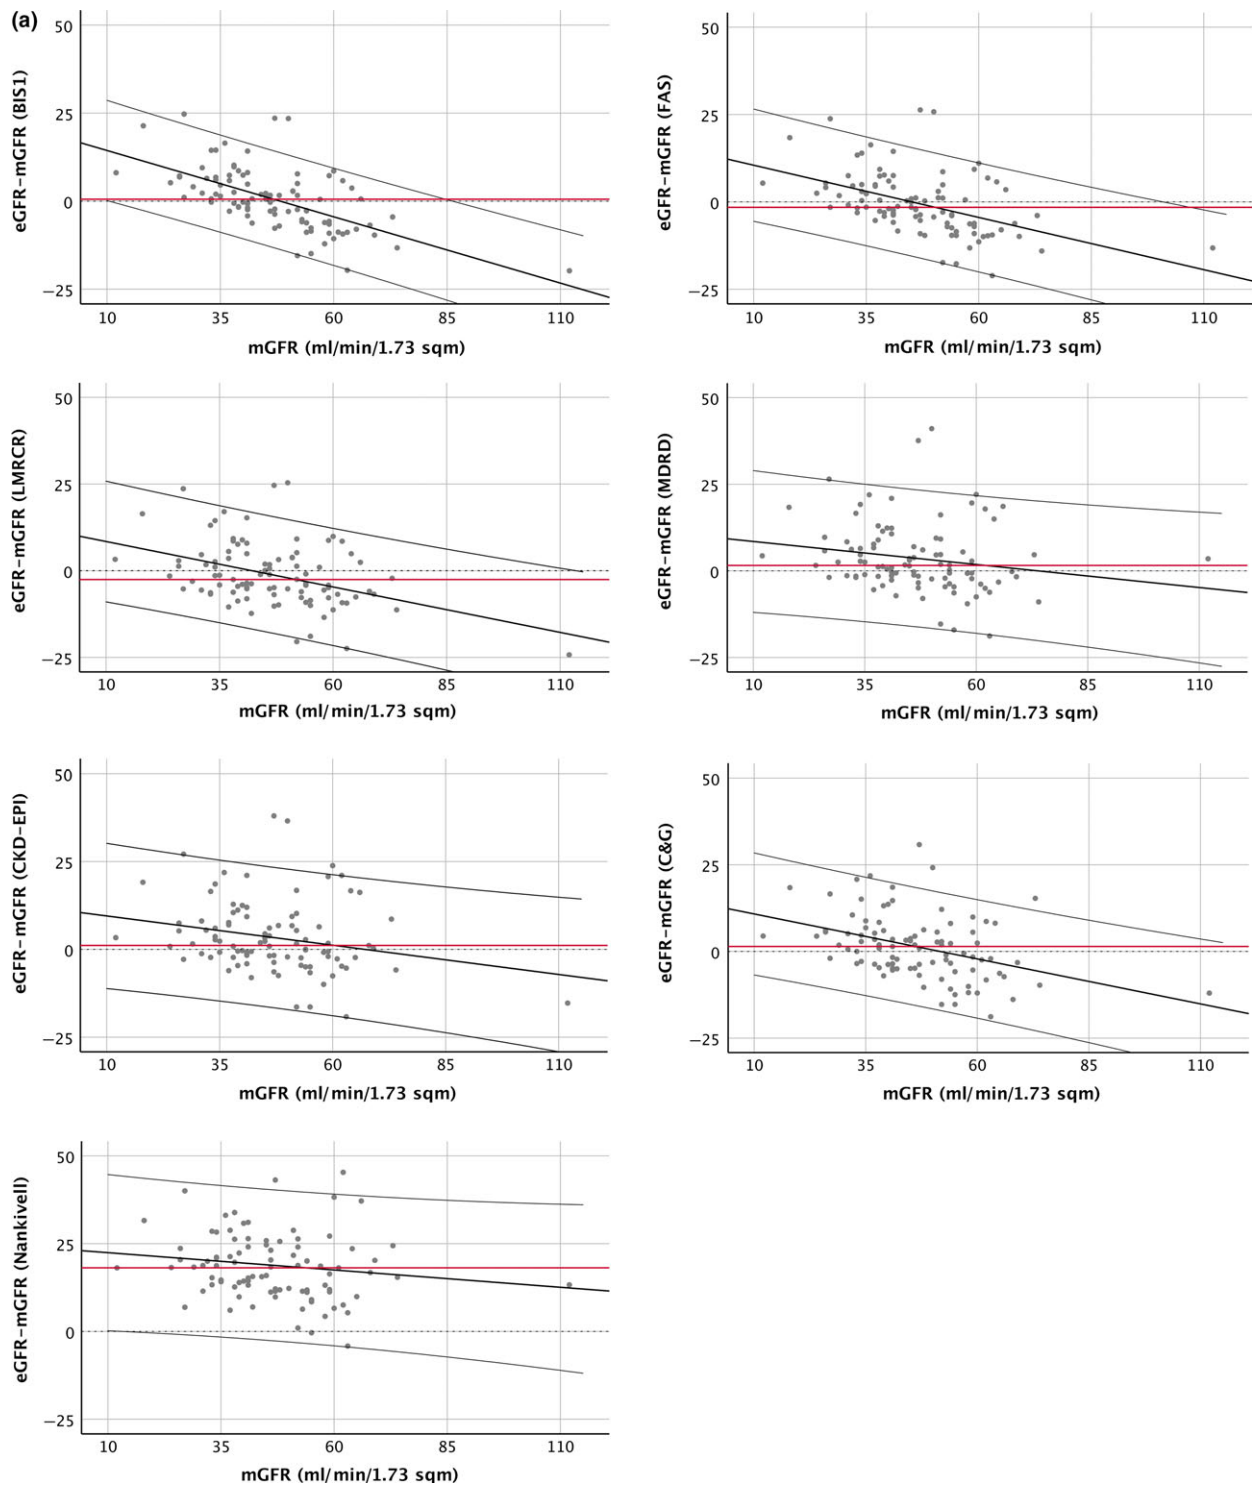 (a)
eGFR−mGFR (BIS1)
50
25
0
−25
10 35 60 85 110
mGFR (ml/min/1.73 sqm)
eGFR−mGFR (FAS)
50
25
0
−25
10 35 60 85 110
mGFR (ml/min/1.73 sqm)
eGFR−mGFR (LMRCR)
50
25
0
−25
10 35 60 85 110
mGFR (ml/min/1.73 sqm)
eGFR−mGFR (MDRD)
50
25
0
−25
10 35 60 85 110
mGFR (ml/min/1.73 sqm)
eGFR−mGFR (CKD−EPI)
50
25
0
−25
10 35 60 85 110
mGFR (ml/min/1.73 sqm)
eGFR−mGFR (C&G)
50
25
0
−25
10 35 60 85 110
mGFR (ml/min/1.73 sqm)
eGFR−mGFR (Nankivell)
50
25
0
−25
10 35 60 85 110
mGFR (ml/min/1.73 sqm)